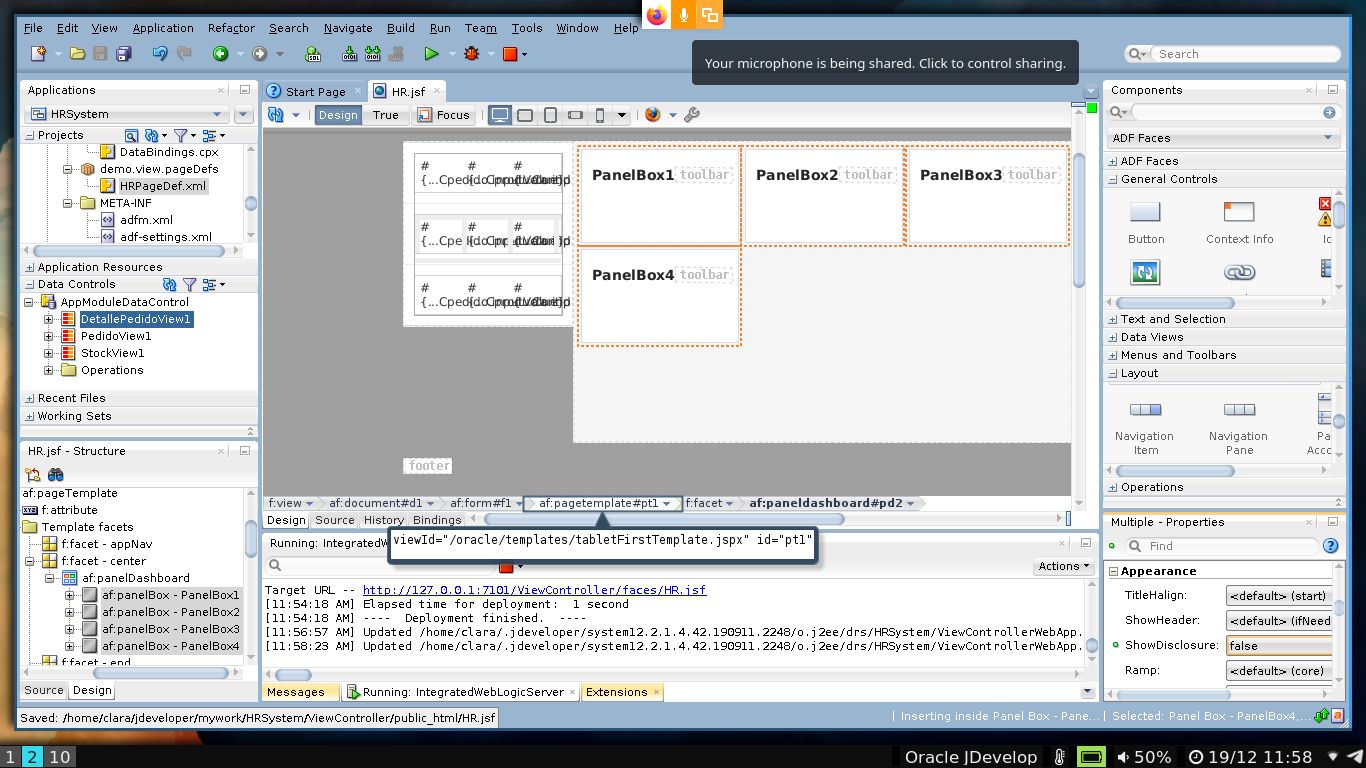 File Edit View Application Refactor Search Navigate Build Run Team Tools Window Help
Your microphone is being shared. Click to control sharing.
Search
Applications
HRSystem
Projects
DataBindings.cpx
demo.view.pageDefs
HRPageDef.xml
META-INF
adfm.xml
adf-settings.xml
Application Resources
Data Controls
AppModuleDataControl
DetallePedidoView1
PedidoView1
StockView1
Operations
Recent Files
Working Sets
HR.jsf - Structure
af:pageTemplate
f:attribute
Template facets
f:facet - appNav
f:facet - center
af:panelDashboard
af:panelBox - PanelBox1
af:panelBox - PanelBox2
af:panelBox - PanelBox3
af:panelBox - PanelBox4
f:facet - end
Source Design
Start Page
HR.jsf
Design True Focus
# # #
# # #
# # #
PanelBox1 toolbar
PanelBox2 toolbar
PanelBox3 toolbar
PanelBox4 toolbar
footer
f:view af:document#d1 af:form#f1 af:pagetemplate#pt1 f:facet af:paneldashboard#pd2
Design Source History Bindings
viewId="/oracle/templates/tabletFirstTemplate.jspx" id="pt1"
Running: IntegratedW
Actions
Target URL -- http://127.0.0.1:7101/ViewController/faces/HR.jsf
[11:54:18 AM] Elapsed time for deployment: 1 second
[11:54:18 AM] ---- Deployment finished. ----
[11:56:57 AM] Updated /home/clara/.jdeveloper/system12.2.1.4.42.190911.2248/o.j2ee/drs/HRSystem/ViewControllerWebApp.
[11:58:23 AM] Updated /home/clara/.jdeveloper/system12.2.1.4.42.190911.2248/o.j2ee/drs/HRSystem/ViewControllerWebApp.
Messages
Running: IntegratedWebLogicServer
Extensions
Components
ADF Faces
ADF Faces
General Controls
Button
Context Info
Text and Selection
Data Views
Menus and Toolbars
Layout
Navigation Item
Navigation Pane
Operations
Multiple - Properties
Find
Appearance
TitleHalign: <default> (start)
ShowHeader: <default> (ifNeed
ShowDisclosure: false
Ramp: <default> (core)
Saved: /home/clara/jdeveloper/mywork/HRSystem/ViewController/public_html/HR.jsf
Inserting inside Panel Box - Pane...
Selected: Panel Box - PanelBox4,...
1 2 10
Oracle JDevelop
50%
19/12 11:58